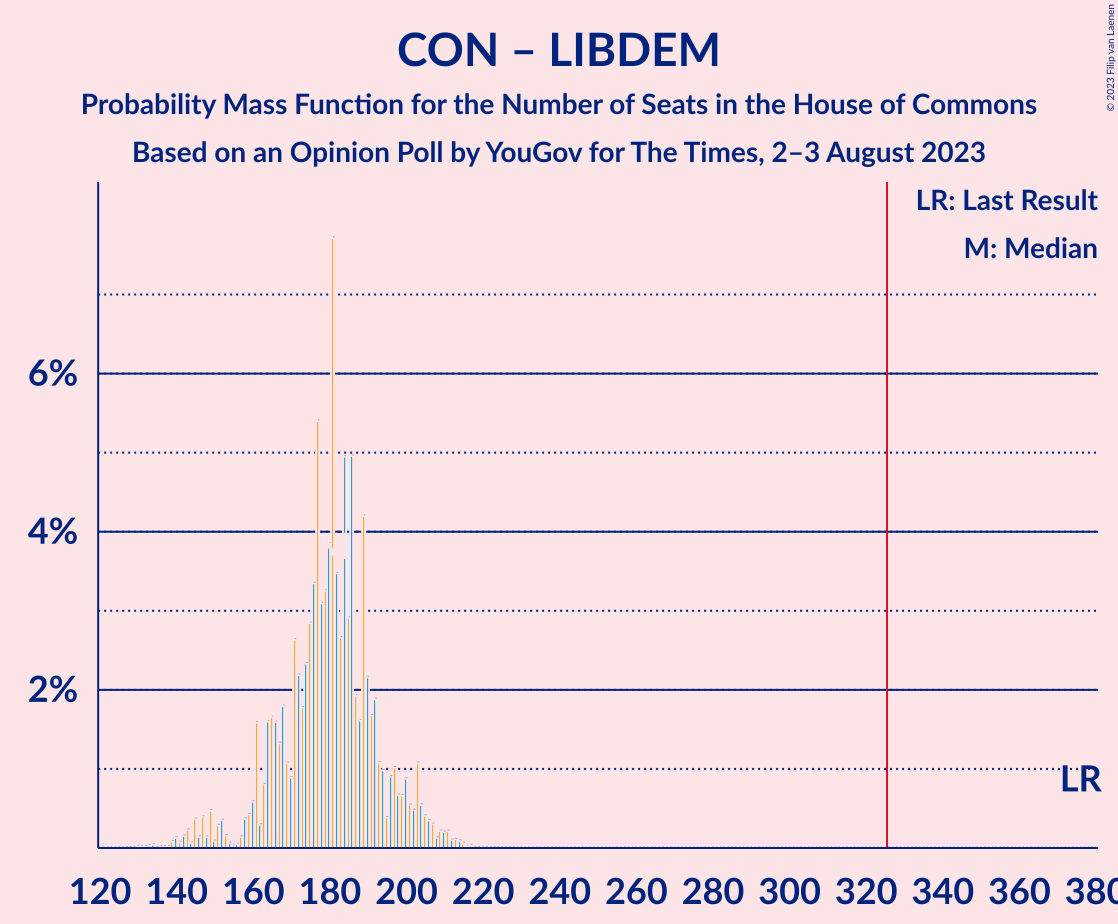 CON – LIBDEM
Probability Mass Function for the Number of Seats in the House of Commons
Based on an Opinion Poll by YouGov for The Times, 2–3 August 2023
© 2023 Filip van Laenen
LR: Last Result
M: Median
6%
4%
2%
LR
120 140 160 180 200 220 240 260 280 300 320 340 360 380